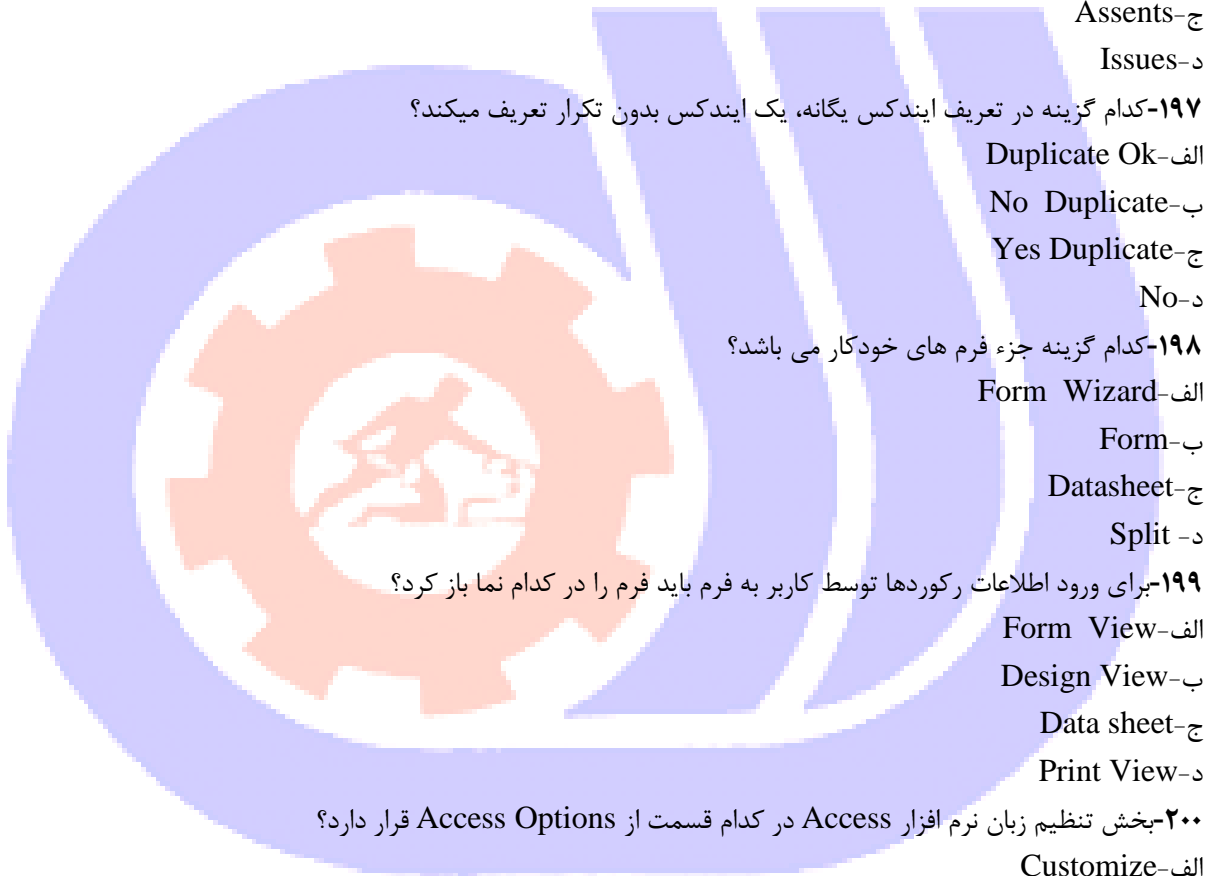 ج-Assents
د-Issues
۱۹۷-کدام گزینه در تعریف ایندکس یگانه، یک ایندکس بدون تکرار تعریف میکند؟
الف-Duplicate Ok
ب-No Duplicate
ج-Yes Duplicate
د-No
۱۹۸-کدام گزینه جزء فرم های خودکار می باشد؟
الف-Form Wizard
ب-Form
ج-Datasheet
د- Split
۱۹۹-برای ورود اطلاعات رکوردها توسط کاربر به فرم باید فرم را در کدام نما باز کرد؟
الف-Form View
ب-Design View
ج-Data sheet
د-Print View
۲۰۰-بخش تنظیم زبان نرم افزار Access در کدام قسمت از Access Options قرار دارد؟
الف-Customize